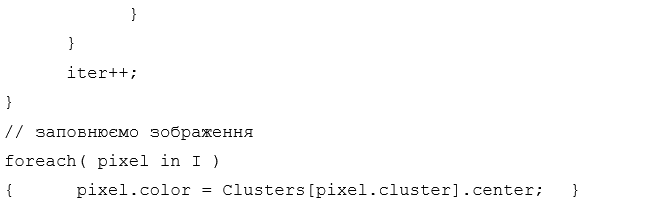 }
}
iter++;
}
// заповнюємо зображення
foreach( pixel in I )
{ pixel.color = Clusters[pixel.cluster].center; }